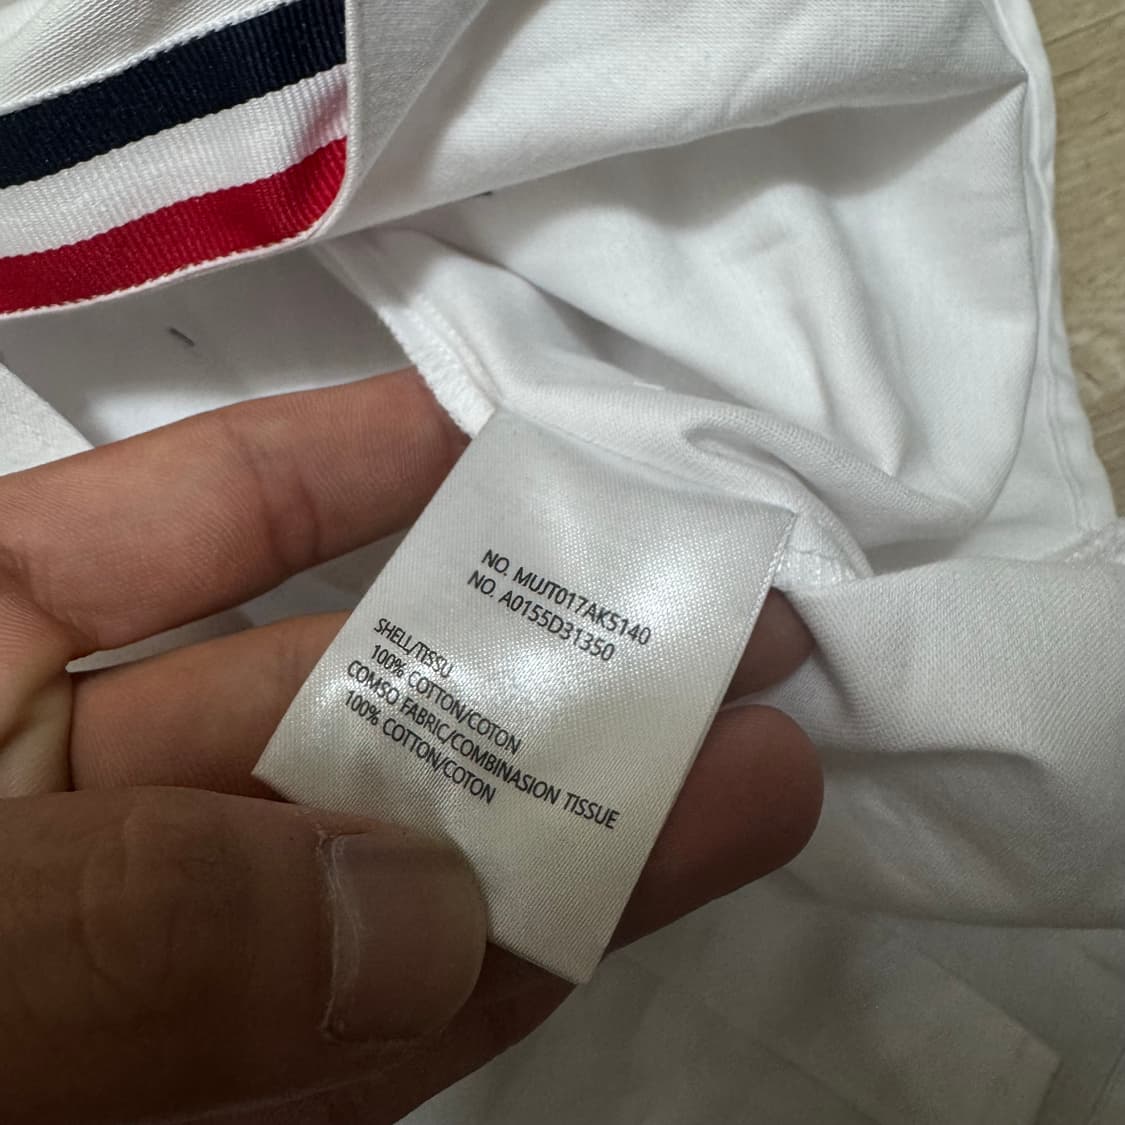 NO. MUJT017AK5140
NO. A0155D31350
SHELL/TISSU
100% COTTON/COTON
COMSO FABRIC/COMBINASION TISSUE
100% COTTON/COTON